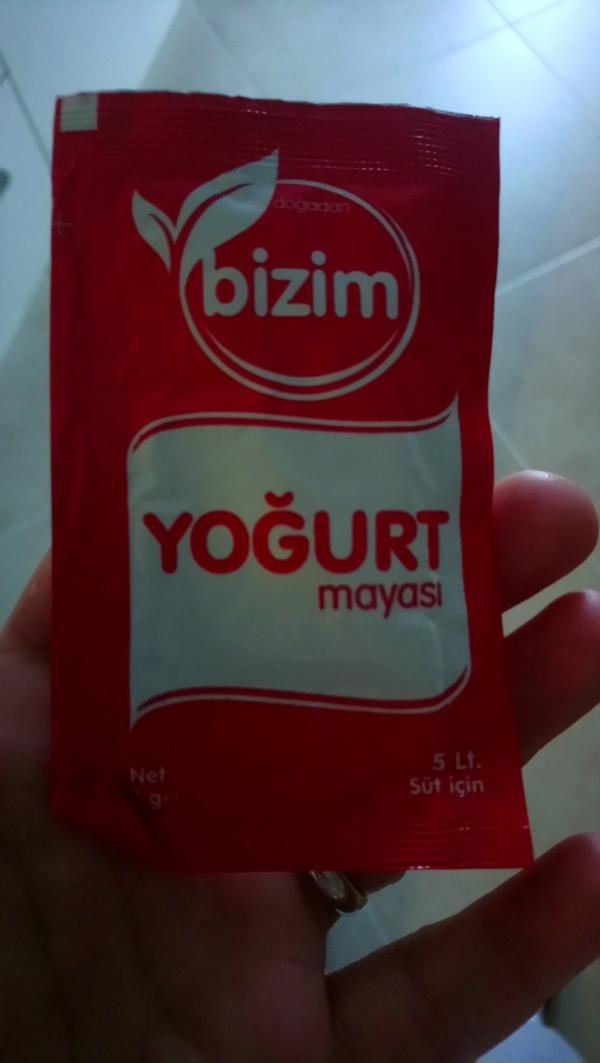 doğadan
bizim
YOĞURT
mayası
Net
5 Lt.
Süt için